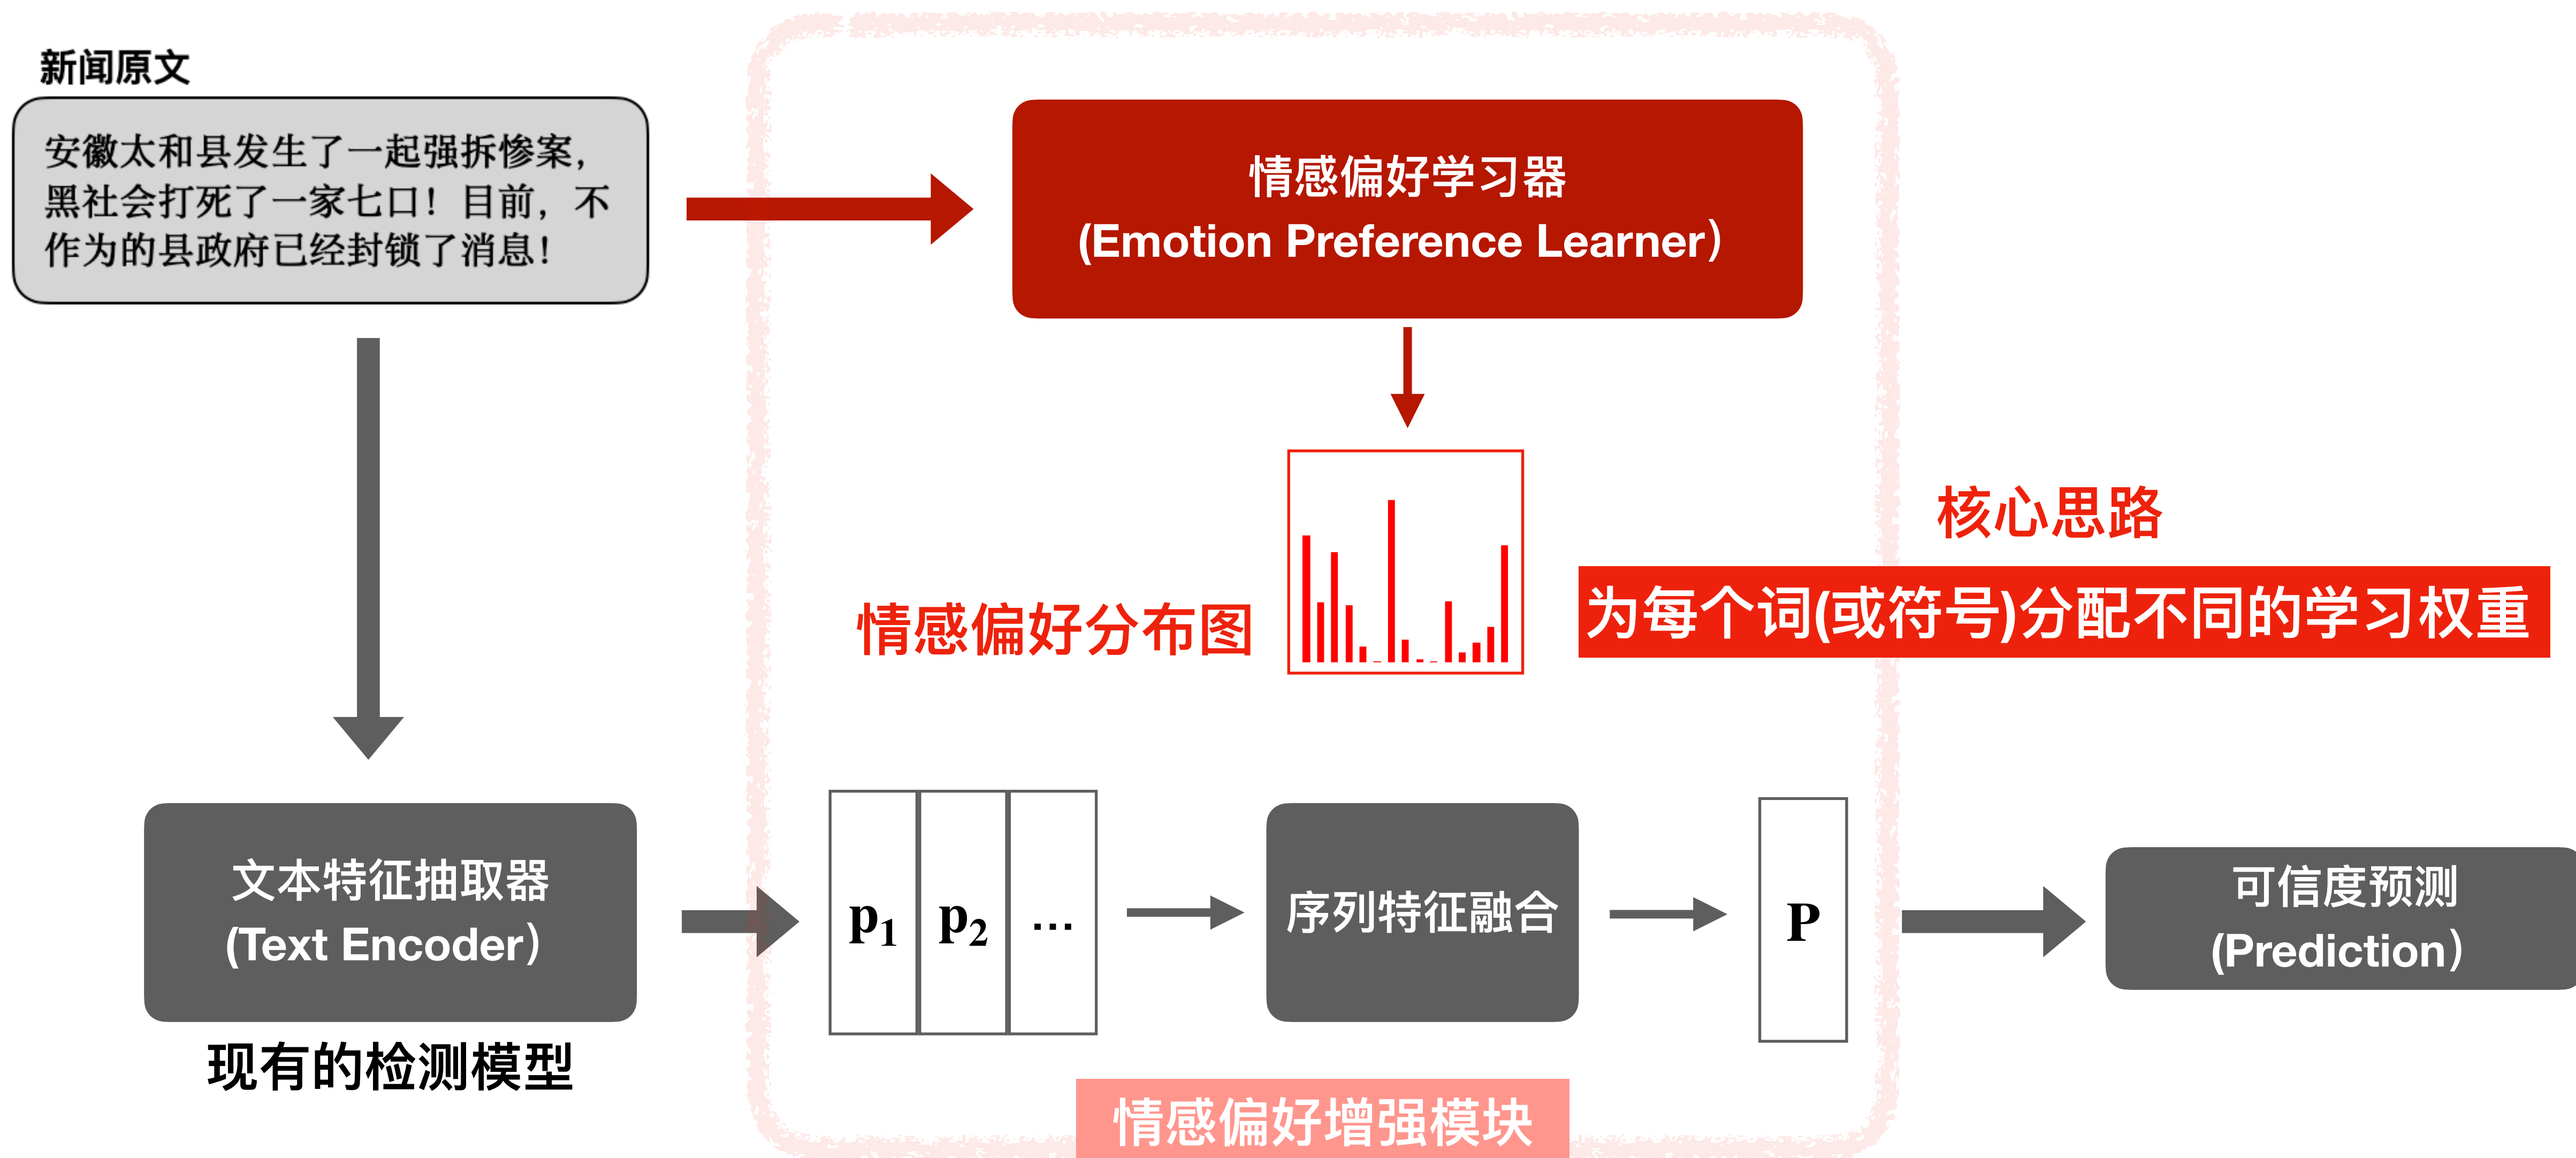 新闻原文
安徽太和县发生了一起强拆惨案，
黑社会打死了一家七口！目前，不
作为的县政府已经封锁了消息！
情感偏好学习器
(Emotion Preference Learner）
情感偏好分布图
核心思路
为每个词(或符号)分配不同的学习权重
文本特征抽取器
(Text Encoder）
现有的检测模型
p1
p2
...
序列特征融合
P
可信度预测
(Prediction）
情感偏好增强模块